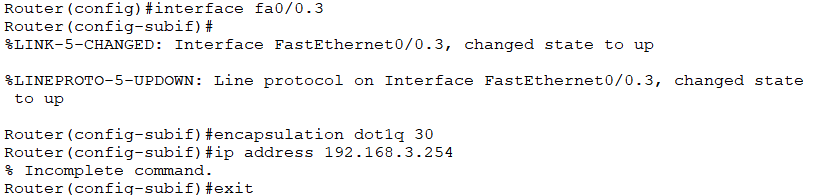 Router(config)#interface fa0/0.3
Router(config-subif)#
%LINK-5-CHANGED: Interface FastEthernet0/0.3, changed state to up
%LINEPROTO-5-UPDOWN: Line protocol on Interface FastEthernet0/0.3, changed state
to up
Router(config-subif)#encapsulation dot1q 30
Router(config-subif)#ip address 192.168.3.254
% Incomplete command.
Router(config-subif)#exit